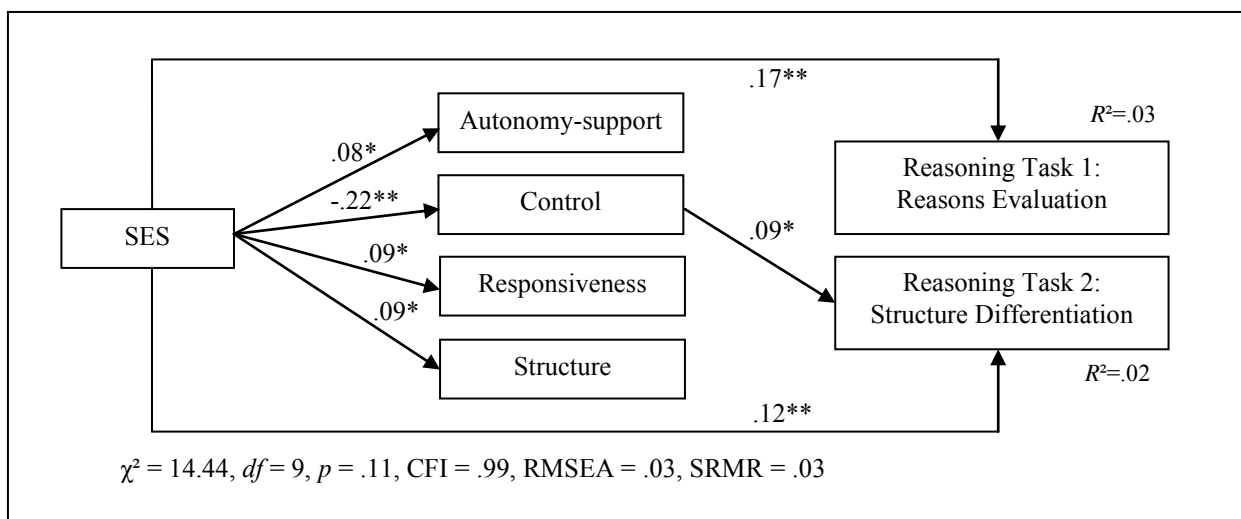 .17**
R²=.03
Autonomy-support
.08*
Reasoning Task 1:
Reasons Evaluation
-.22**
Control
SES
.09*
.09*
Responsiveness
Reasoning Task 2:
Structure Differentiation
.09*
Structure
R²=.02
.12**
χ² = 14.44, df = 9, p = .11, CFI = .99, RMSEA = .03, SRMR = .03